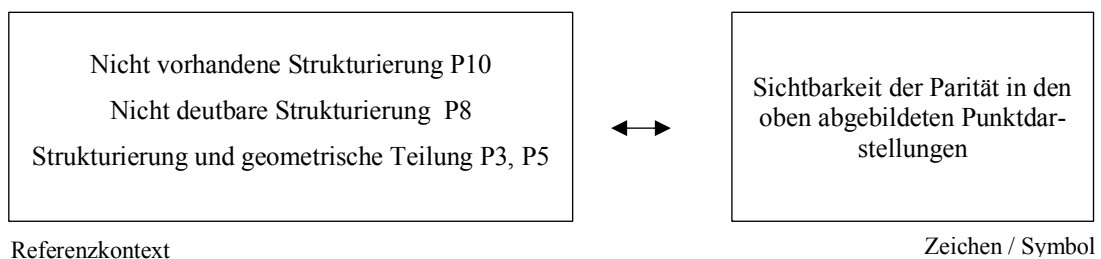 Nicht vorhandene Strukturierung P10
Nicht deutbare Strukturierung P8
Strukturierung und geometrische Teilung P3, P5
Sichtbarkeit der Parität in den
oben abgebildeten Punktdar-
stellungen
Referenzkontext
Zeichen / Symbol